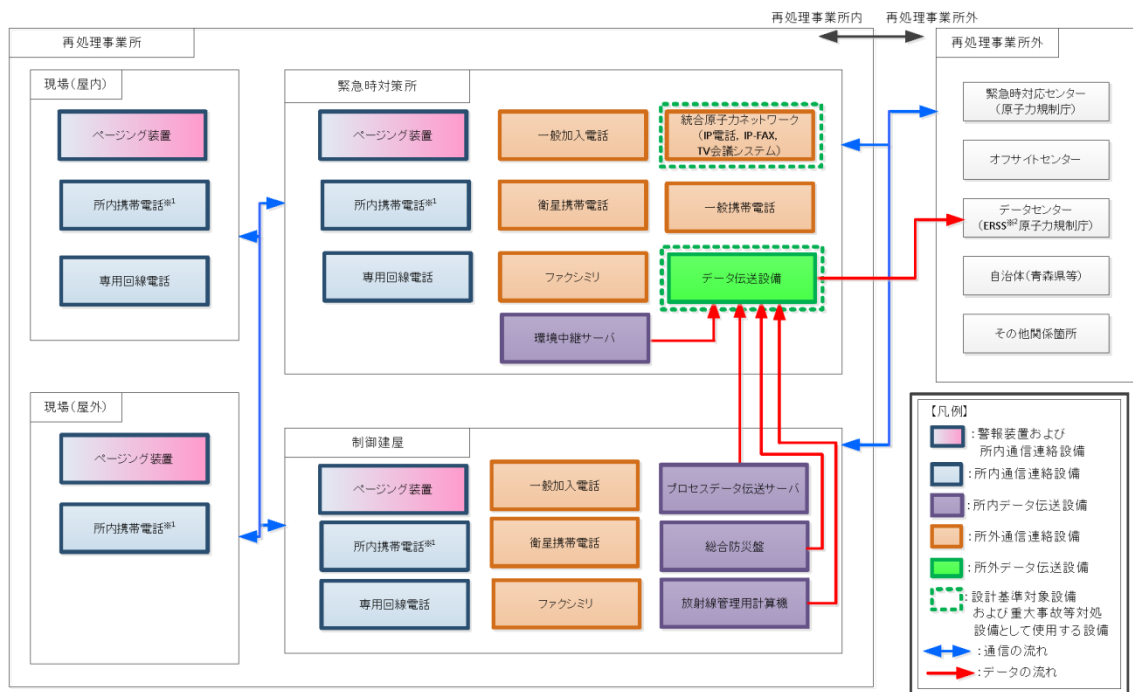 再処理事業所内
再処理事業所外
再処理事業所
現場(屋内)
ページング装置
所内携帯電話※1
専用回線電話
現場(屋外)
ページング装置
所内携帯電話※1
緊急時対策所
ページング装置
一般加入電話
統合原子力ネットワーク
(IP電話, IP-FAX,
TV会議システム)
所内携帯電話※1
衛星携帯電話
一般携帯電話
専用回線電話
ファクシミリ
データ伝送設備
環境中継サーバ
制御建屋
ページング装置
一般加入電話
プロセスデータ伝送サーバ
所内携帯電話※1
衛星携帯電話
総合防災盤
専用回線電話
ファクシミリ
放射線管理用計算機
再処理事業所外
緊急時対応センター
(原子力規制庁)
オフサイトセンター
データセンター
(ERSS※2原子力規制庁)
自治体(青森県等)
その他関係箇所
【凡例】
:警報装置および
所内通信連絡設備
:所内通信連絡設備
:所内データ伝送設備
:所外通信連絡設備
:所外データ伝送設備
:設計基準対象設備
および重大事故等対処
設備として使用する設備
:通信の流れ
:データの流れ